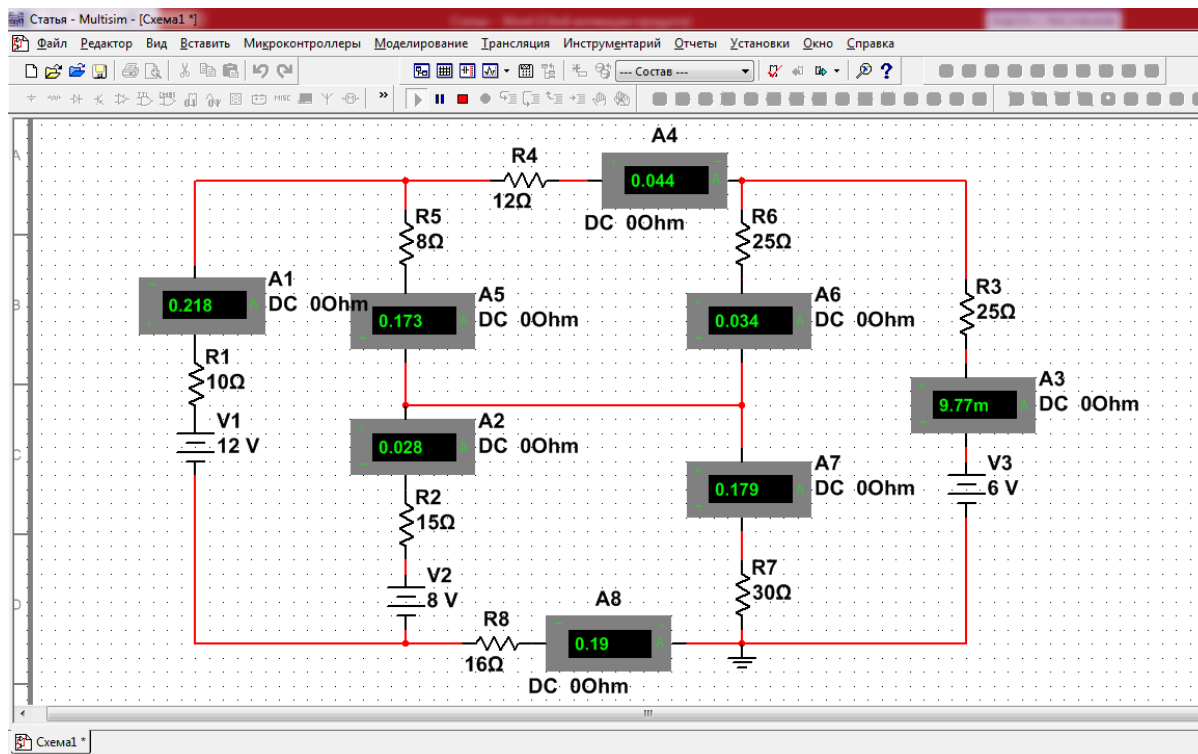 Статья - Multisim - [Схема1 *]
Файл Редактор Вид Вставить Микроконтроллеры Моделирование Трансляция Инструментарий Отчеты Установки Окно Справка
--- Состав ---
MISC
A
A4
R4
0.044
A
12Ω
DC 0Ohm
R5
8Ω
R6
25Ω
A1
0.218
A
DC 0Ohm
B
A5
0.173
A
DC 0Ohm
A6
0.034
A
DC 0Ohm
R3
25Ω
R1
10Ω
A3
9.77m
A
DC 0Ohm
V1
12 V
A2
0.028
A
DC 0Ohm
C
A7
0.179
A
DC 0Ohm
V3
6 V
R2
15Ω
V2
8 V
R7
30Ω
D
A8
R8
0.19
A
16Ω
DC 0Ohm
Схема1 *